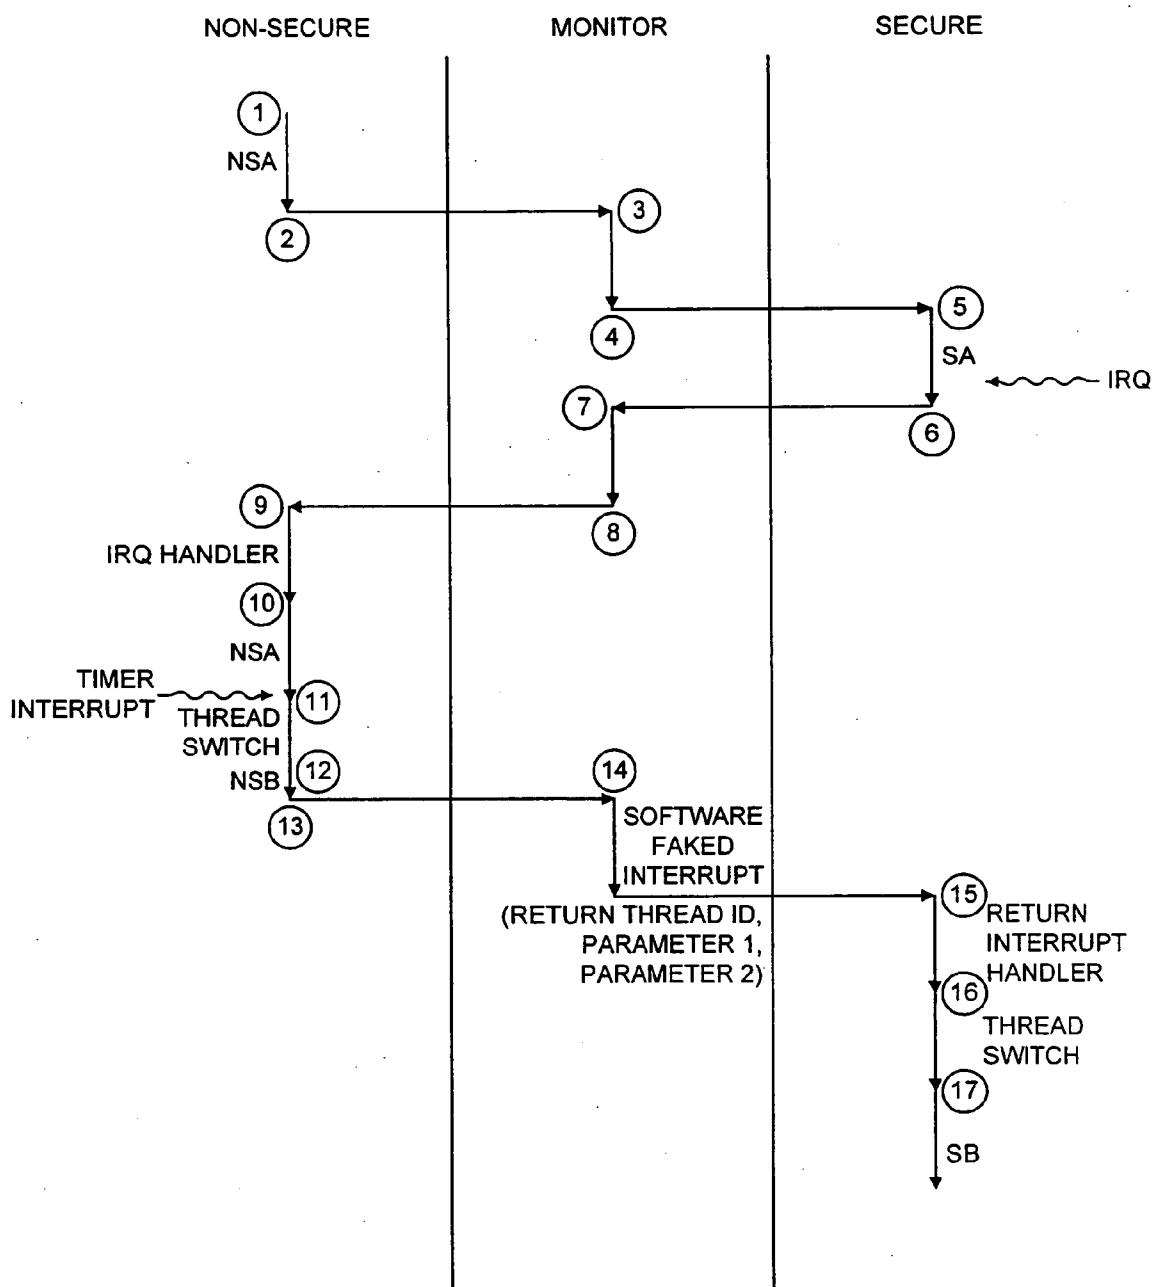 NON-SECURE
MONITOR
SECURE
1
NSA
2
3
4
5
SA
IRQ
6
7
8
9
IRQ HANDLER
10
NSA
TIMER
INTERRUPT
11
THREAD
SWITCH
12
NSB
13
14
SOFTWARE
FAKED
INTERRUPT
(RETURN THREAD ID,
PARAMETER 1,
PARAMETER 2)
15
RETURN
INTERRUPT
HANDLER
16
THREAD
SWITCH
17
SB